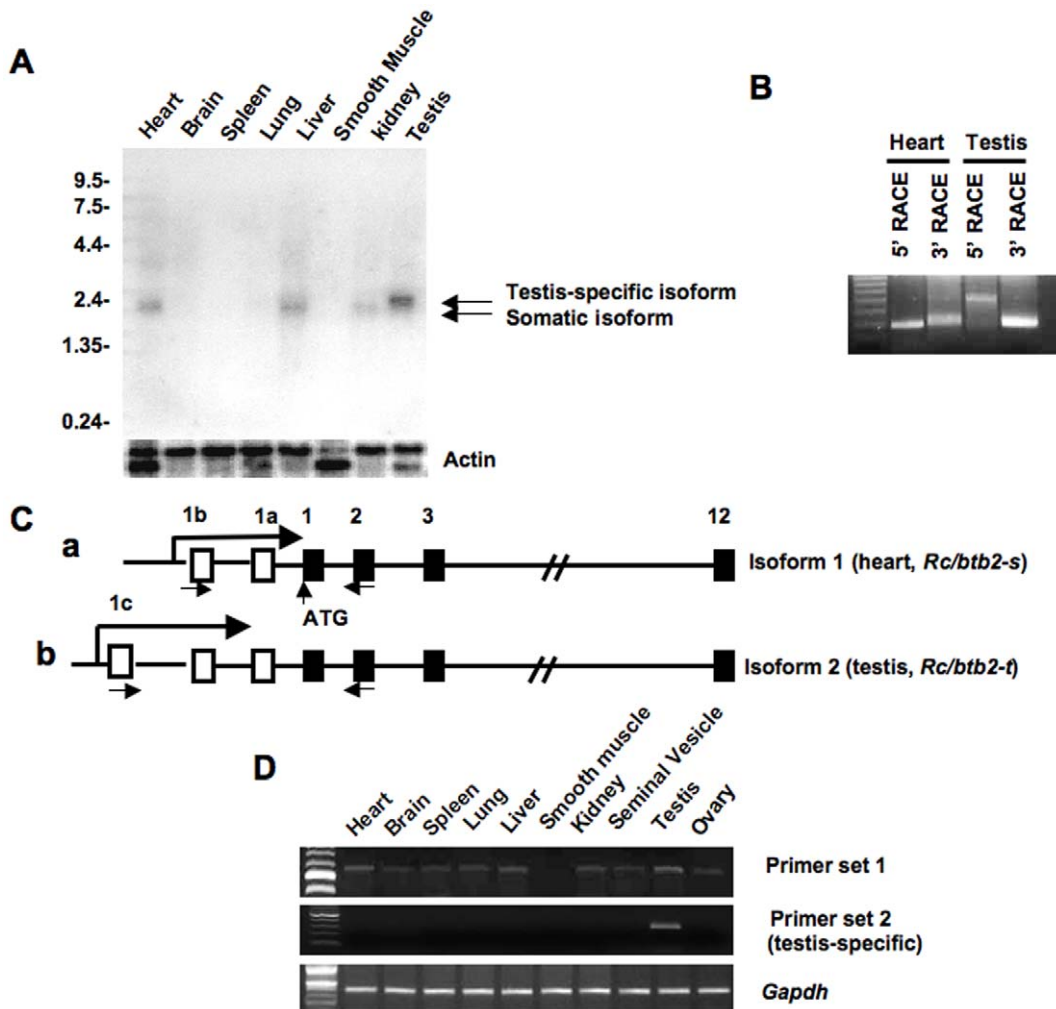 A
Heart
Brain
Spleen
Lung
Liver
Smooth Muscle
kidney
Testis
9.5-
7.5-
4.4-
2.4-
1.35-
0.24-
Testis-specific isoform
Somatic isoform
Actin
B
Heart Testis
5' RACE
3' RACE
5' RACE
3' RACE
C
a
1b 1a 1 2 3 12
ATG
Isoform 1 (heart, Rc/btb2-s)
b
1c
Isoform 2 (testis, Rc/btb2-t)
D
Heart
Brain
Spleen
Lung
Liver
Smooth muscle
Kidney
Seminal Vesicle
Testis
Ovary
Primer set 1
Primer set 2
(testis-specific)
Gapdh